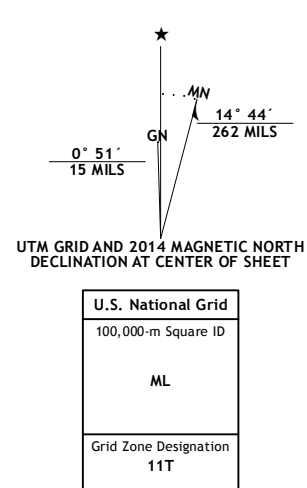 ★
MN
GN
14° 44´
262 MILS
0° 51´
15 MILS
UTM GRID AND 2014 MAGNETIC NORTH
DECLINATION AT CENTER OF SHEET
U.S. National Grid
100,000-m Square ID
ML
Grid Zone Designation
11T